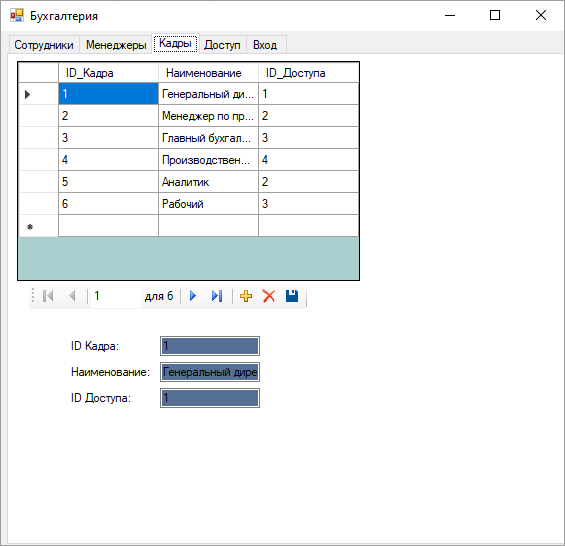 Бухгалтерия
Сотрудники Менеджеры Кадры Доступ Вход
ID_Кадра Наименование ID_Доступа
1 Генеральный ди... 1
2 Менеджер по пр... 2
3 Главный бухгал... 3
4 Производствен... 4
5 Аналитик 2
6 Рабочий 3
1 для 6
ID Кадра: 1
Наименование: Генеральный дире
ID Доступа: 1